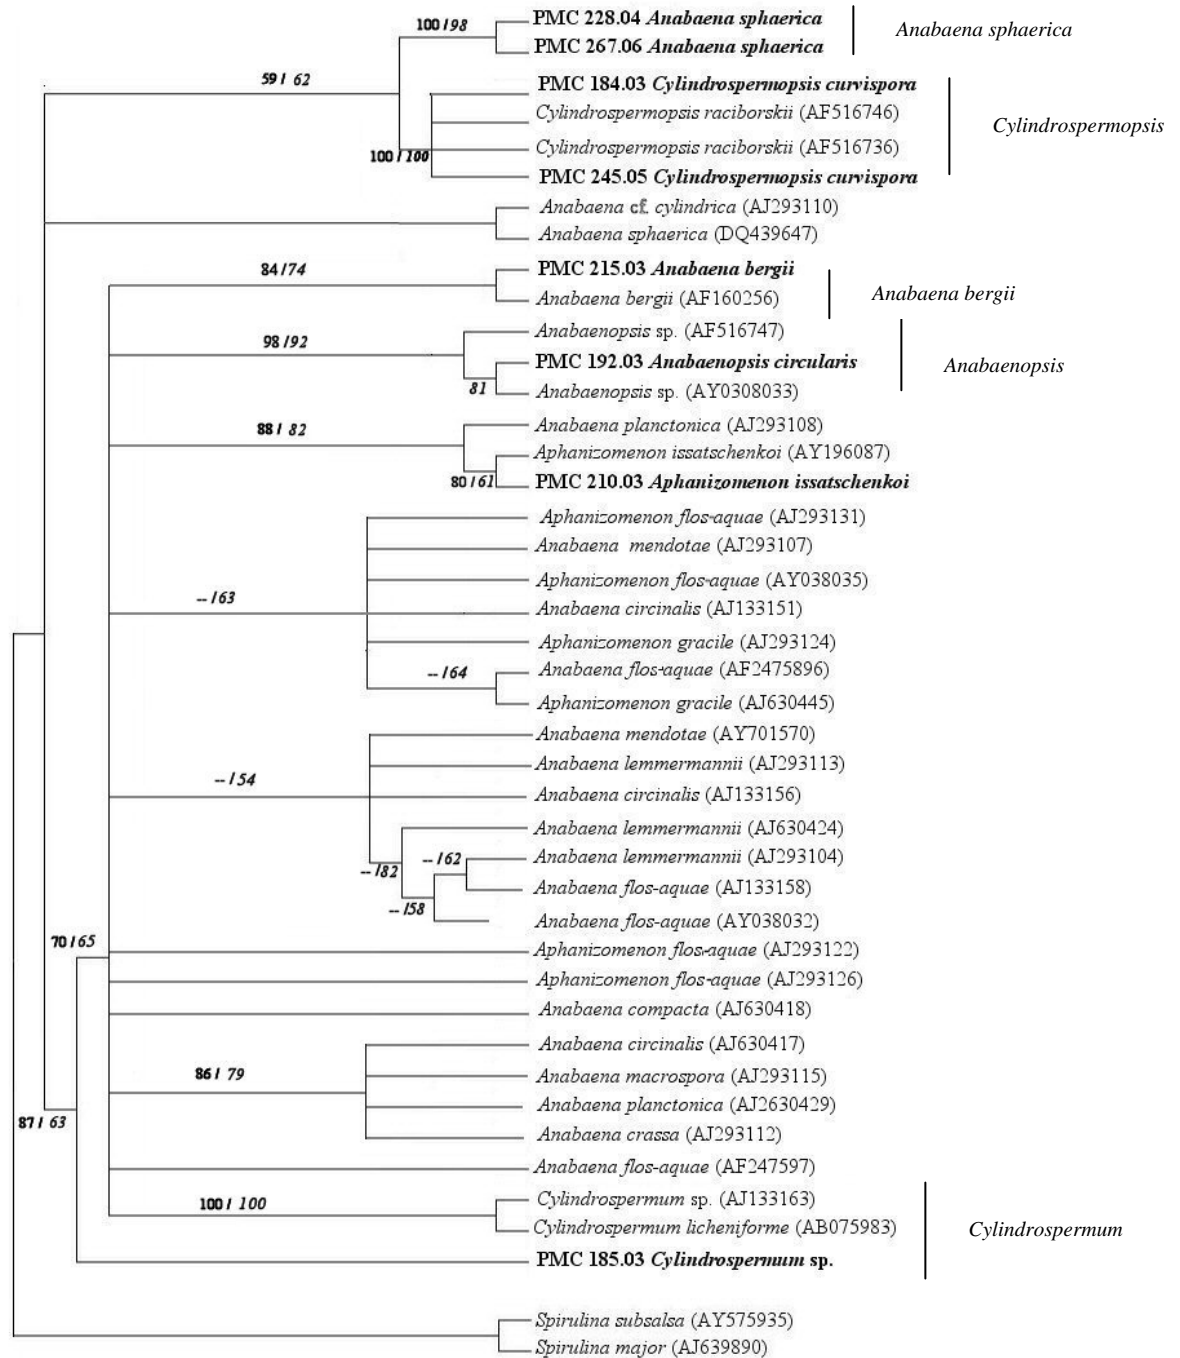 100 / 98
PMC 228.04 Anabaena sphaerica
Anabaena sphaerica
PMC 267.06 Anabaena sphaerica
59 / 62
PMC 184.03 Cylindrospermopsis curvispora
Cylindrospermopsis raciborskii (AF516746)
Cylindrospermopsis
Cylindrospermopsis raciborskii (AF516736)
100 / 100
PMC 245.05 Cylindrospermopsis curvispora
Anabaena cf. cylindrica (AJ293110)
Anabaena sphaerica (DQ439647)
84 / 74
PMC 215.03 Anabaena bergii
Anabaena bergii
Anabaena bergii (AF160256)
98 / 92
Anabaenopsis sp. (AF516747)
PMC 192.03 Anabaenopsis circularis
Anabaenopsis
81
Anabaenopsis sp. (AY0308033)
88 / 82
Anabaena planctonica (AJ293108)
Aphanizomenon issatschenkoi (AY196087)
80 / 61
PMC 210.03 Aphanizomenon issatschenkoi
Aphanizomenon flos-aquae (AJ293131)
Anabaena mendotae (AJ293107)
Aphanizomenon flos-aquae (AY038035)
-- / 63
Anabaena circinalis (AJ133151)
Aphanizomenon gracile (AJ293124)
-- / 64
Anabaena flos-aquae (AF2475896)
Aphanizomenon gracile (AJ630445)
Anabaena mendotae (AY701570)
Anabaena lemmermannii (AJ293113)
-- / 54
Anabaena circinalis (AJ133156)
Anabaena lemmermannii (AJ630424)
-- / 62
Anabaena lemmermannii (AJ293104)
-- / 82
Anabaena flos-aquae (AJ133158)
-- / 58
Anabaena flos-aquae (AY038032)
70 / 65
Aphanizomenon flos-aquae (AJ293122)
Aphanizomenon flos-aquae (AJ293126)
Anabaena compacta (AJ630418)
Anabaena circinalis (AJ630417)
86 / 79
Anabaena macrospora (AJ293115)
Anabaena planctonica (AJ2630429)
87 / 63
Anabaena crassa (AJ293112)
Anabaena flos-aquae (AF247597)
100 / 100
Cylindrospermum sp. (AJ133163)
Cylindrospermum licheniforme (AB075983)
Cylindrospermum
PMC 185.03 Cylindrospermum sp.
Spirulina subsalsa (AY575935)
Spirulina major (AJ639890)